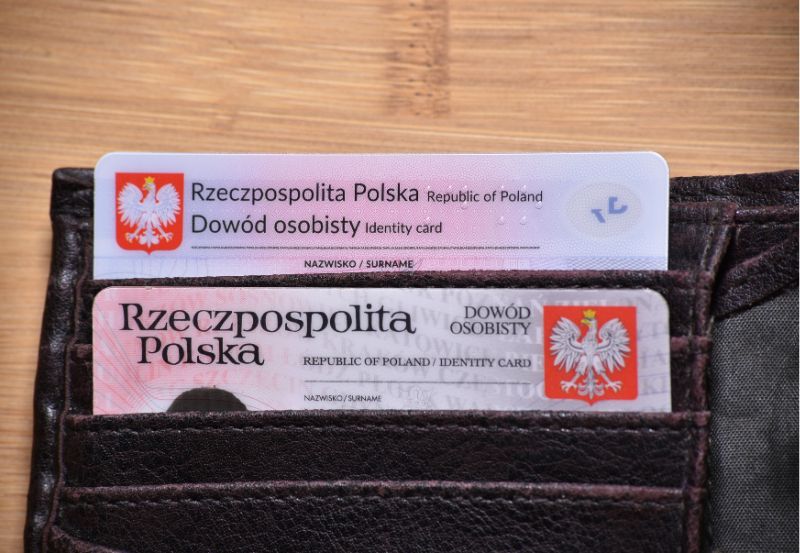 Rzeczpospolita Polska Republic of Poland
Dowód osobisty Identity card
NAZWISKO / SURNAME
Rzeczpospolita
Polska
DOWÓD
OSOBISTY
REPUBLIC OF POLAND / IDENTITY CARD
NAZWISKO/SURNAME